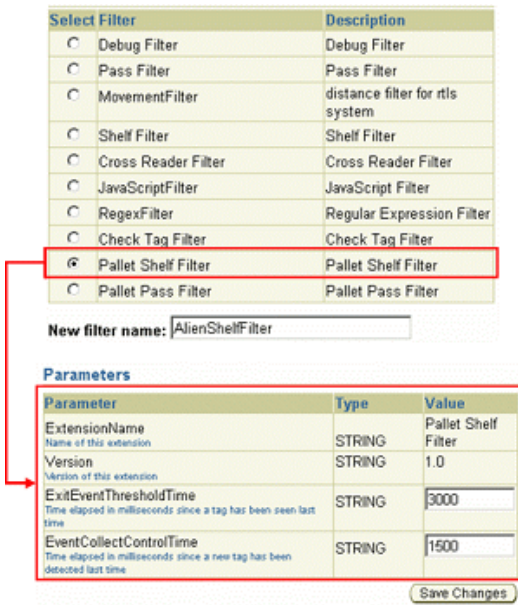 Select Filter Description
Debug Filter Debug Filter
Pass Filter Pass Filter
MovementFilter distance filter for rtls
system
Shelf Filter Shelf Filter
Cross Reader Filter Cross Reader Filter
JavaScriptFilter JavaScript Filter
RegexFilter Regular Expression Filter
Check Tag Filter Check Tag Filter
Pallet Shelf Filter Pallet Shelf Filter
Pallet Pass Filter Pallet Pass Filter
New filter name: AlienShelfFilter
Parameters
Parameter Type Value
ExtensionName STRING Pallet Shelf
Name of this extension Filter
Version STRING 1.0
Version of this extension
ExitEventThresholdTime STRING 3000
Time elapsed in milliseconds since a tag has been seen last
time
EventCollectControlTime STRING 1500
Time elapsed in milliseconds since a new tag has been
detected last time
Save Changes